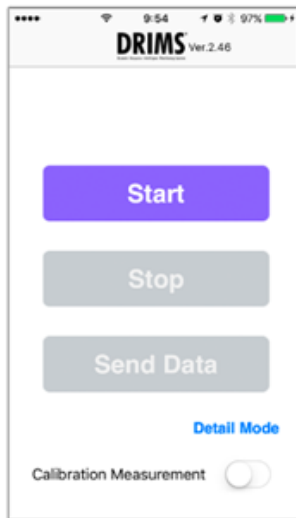 9:54 97%
DRIMS Ver.2.46
Start
Stop
Send Data
Detail Mode
Calibration Measurement